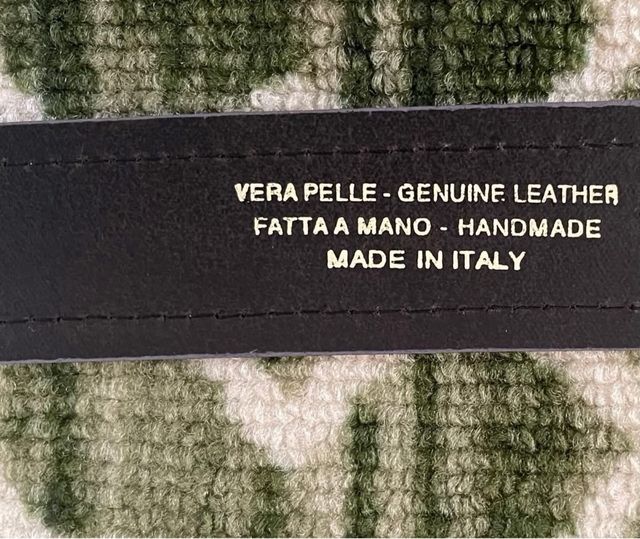 VERA PELLE - GENUINE LEATHER
FATTA A MANO - HANDMADE
MADE IN ITALY